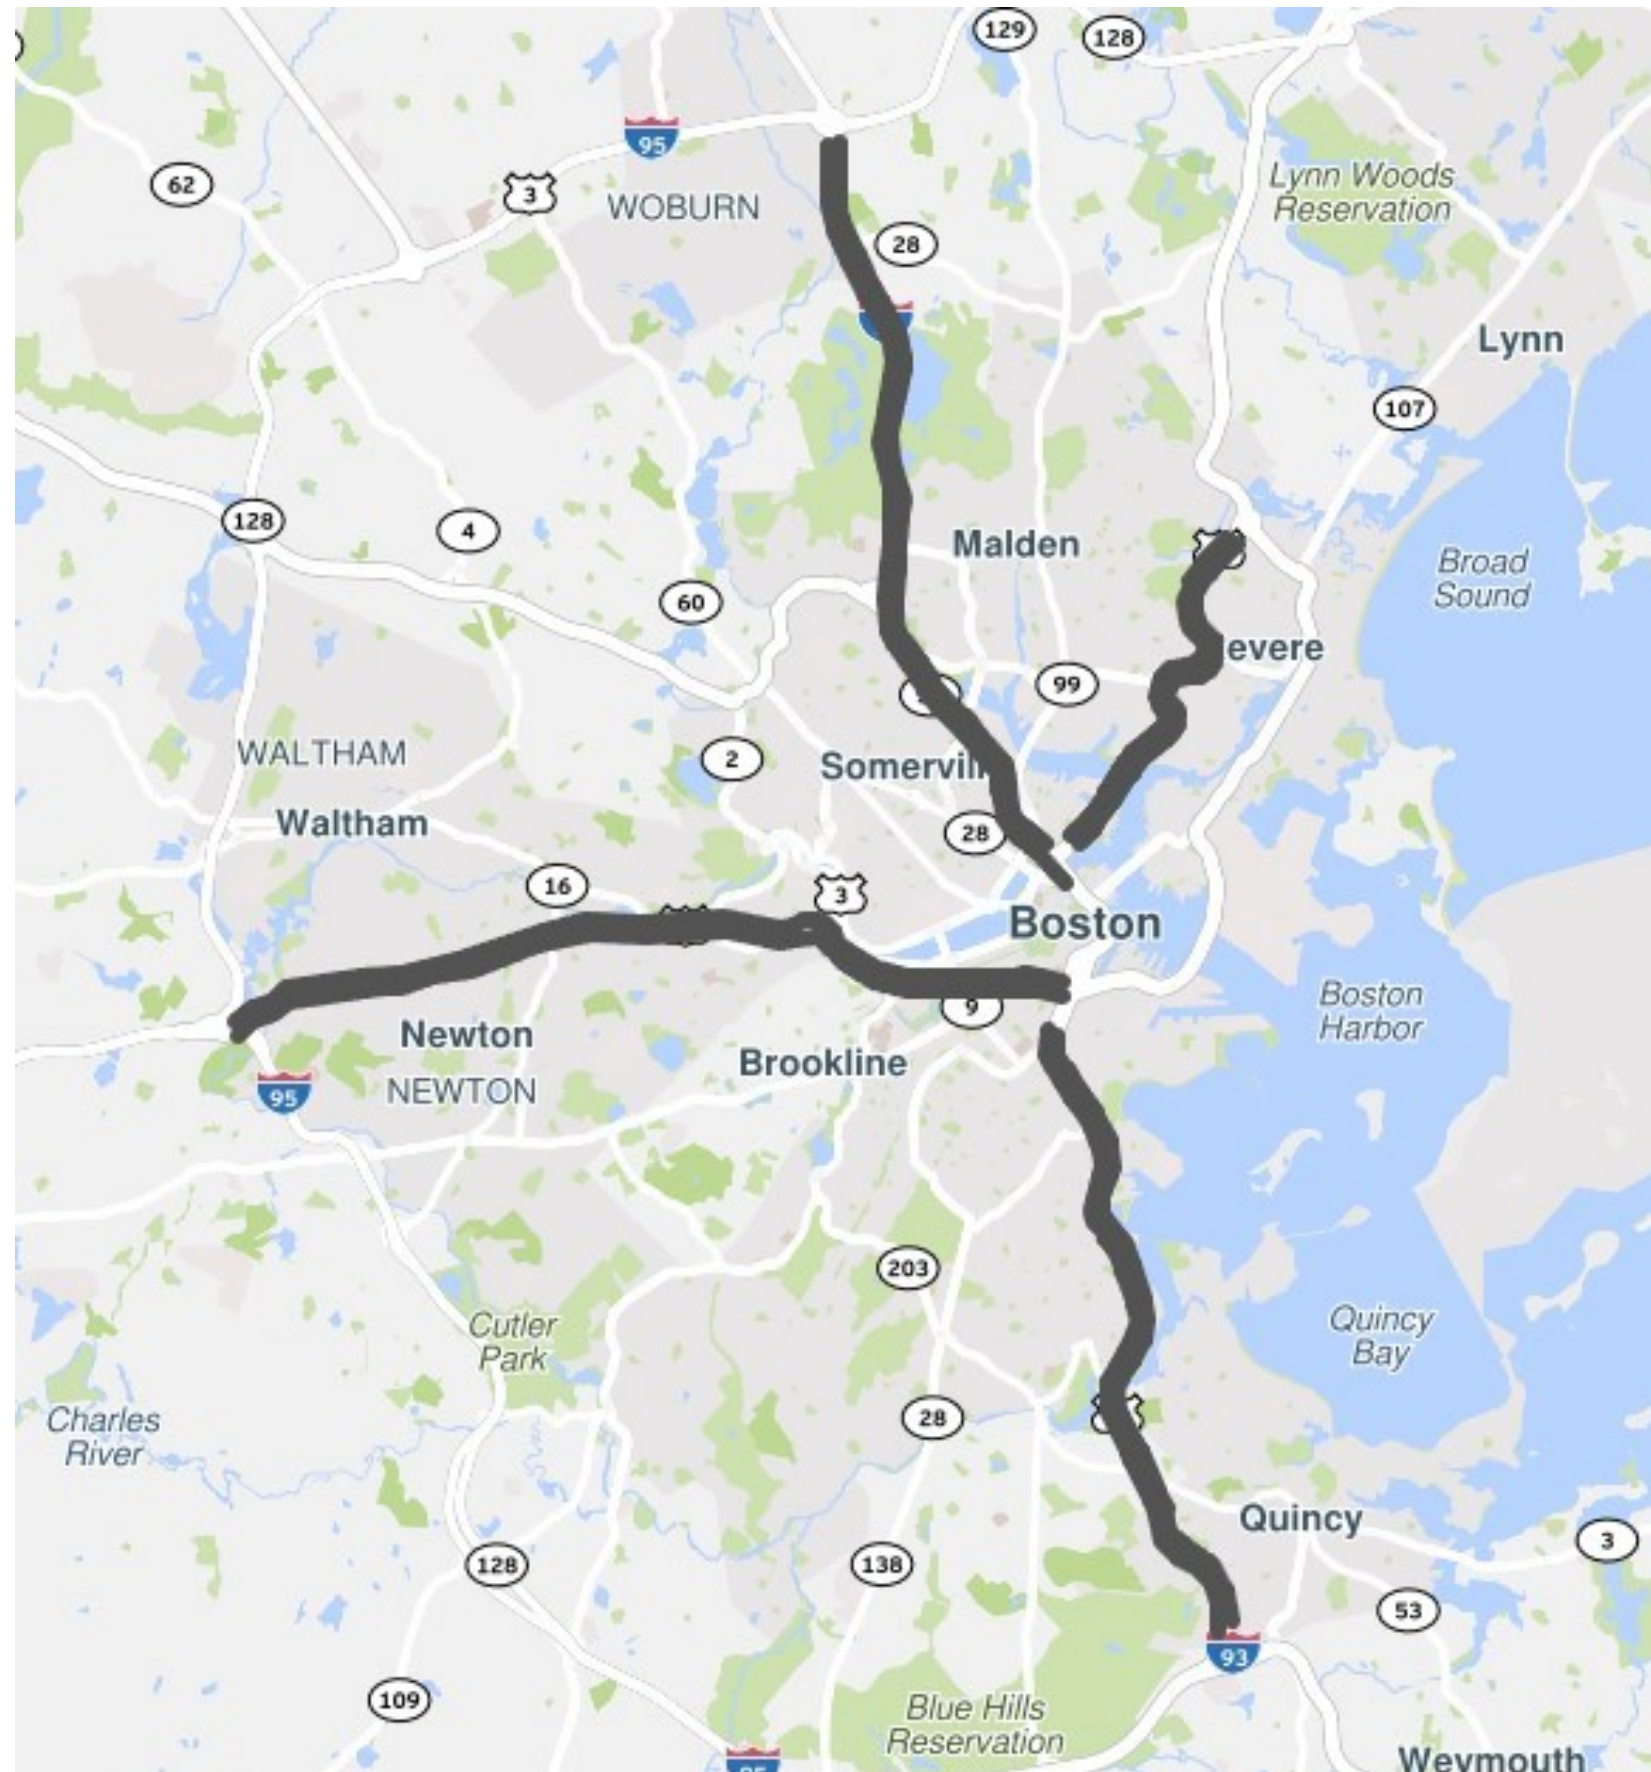 129
128
95
62
3
WOBURN
Lynn Woods
Reservation
28
Lynn
107
128
4
Malden
Broad
Sound
60
evere
99
WALTHAM
2
Somervil
Waltham
28
16
3
Boston
9
Boston
Harbor
Newton
Brookline
NEWTON
95
203
Cutler
Park
Quincy
Bay
Charles
River
28
Quincy
3
128
138
53
93
109
Blue Hills
Reservation
Weymouth